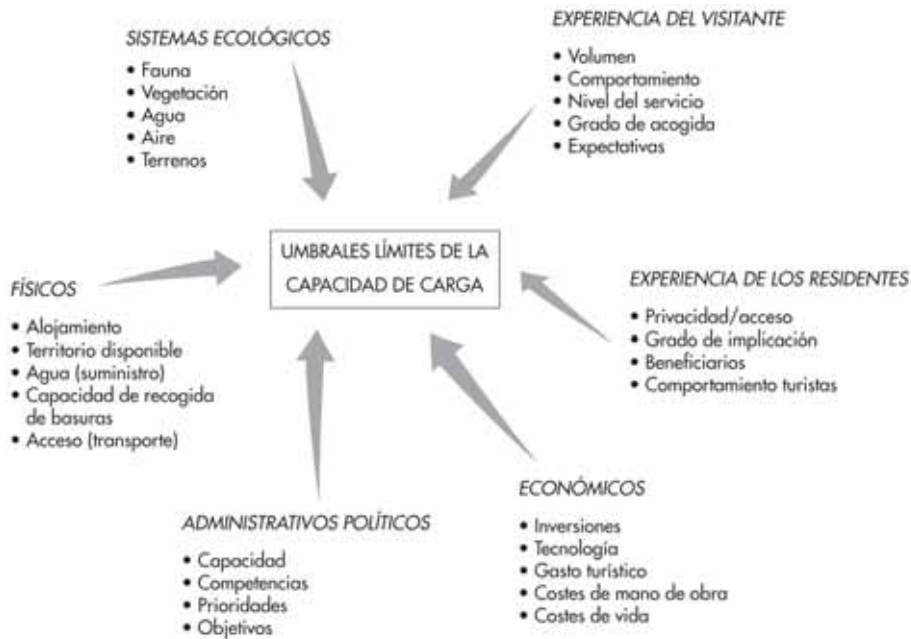 SISTEMAS ECOLÓGICOS
• Fauna
• Vegetación
• Agua
• Aire
• Terrenos
EXPERIENCIA DEL VISITANTE
• Volumen
• Comportamiento
• Nivel del servicio
• Grado de acogida
• Expectativas
UMBRALES LÍMITES DE LA
CAPACIDAD DE CARGA
FÍSICOS
• Alojamiento
• Territorio disponible
• Agua (suministro)
• Capacidad de recogida
de basuras
• Acceso (transporte)
EXPERIENCIA DE LOS RESIDENTES
• Privacidad/acceso
• Grado de implicación
• Beneficiarios
• Comportamiento turistas
ADMINISTRATIVOS POLÍTICOS
• Capacidad
• Competencias
• Prioridades
• Objetivos
ECONÓMICOS
• Inversiones
• Tecnología
• Gasto turístico
• Costes de mano de obra
• Costes de vida